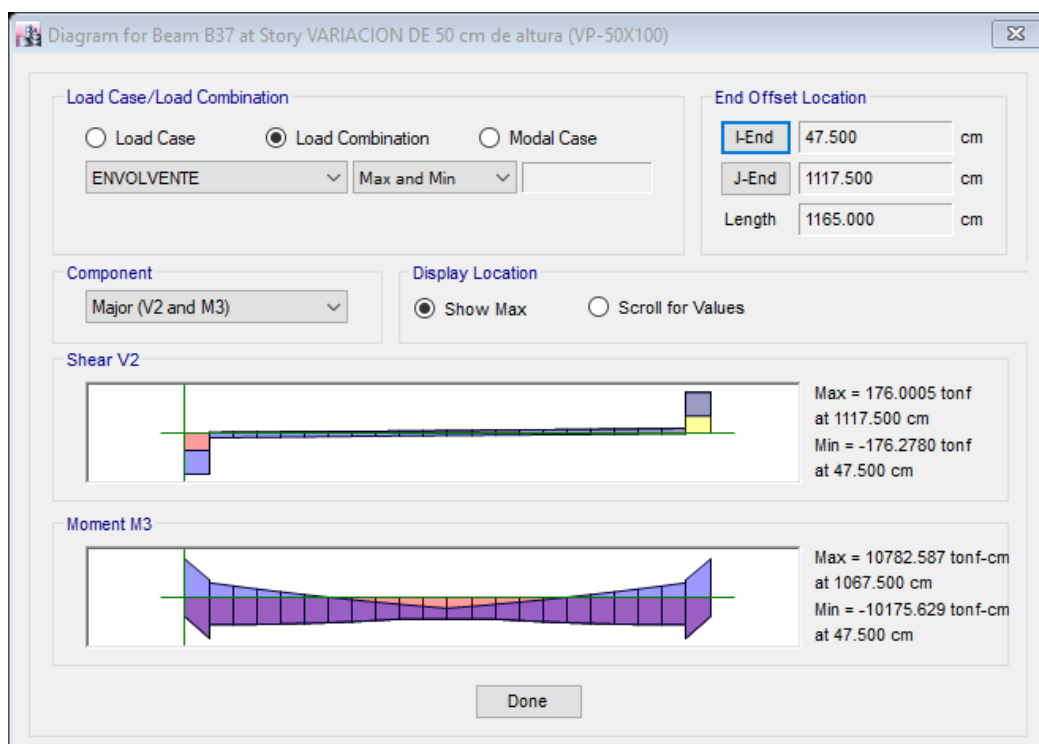 Diagram for Beam B37 at Story VARIACION DE 50 cm de altura (VP-50X100)
Load Case/Load Combination
Load Case
Load Combination
Modal Case
ENVOLVENTE
Max and Min
End Offset Location
I-End 47.500 cm
J-End 1117.500 cm
Length 1165.000 cm
Component
Major (V2 and M3)
Display Location
Show Max
Scroll for Values
Shear V2
Max = 176.0005 tonf
at 1117.500 cm
Min = -176.2780 tonf
at 47.500 cm
Moment M3
Max = 10782.587 tonf-cm
at 1067.500 cm
Min = -10175.629 tonf-cm
at 47.500 cm
Done